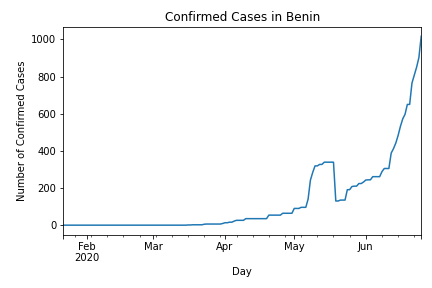 Confirmed Cases in Benin
Number of Confirmed Cases
1000
800
600
400
200
0
Feb
2020
Mar
Apr
May
Jun
Day